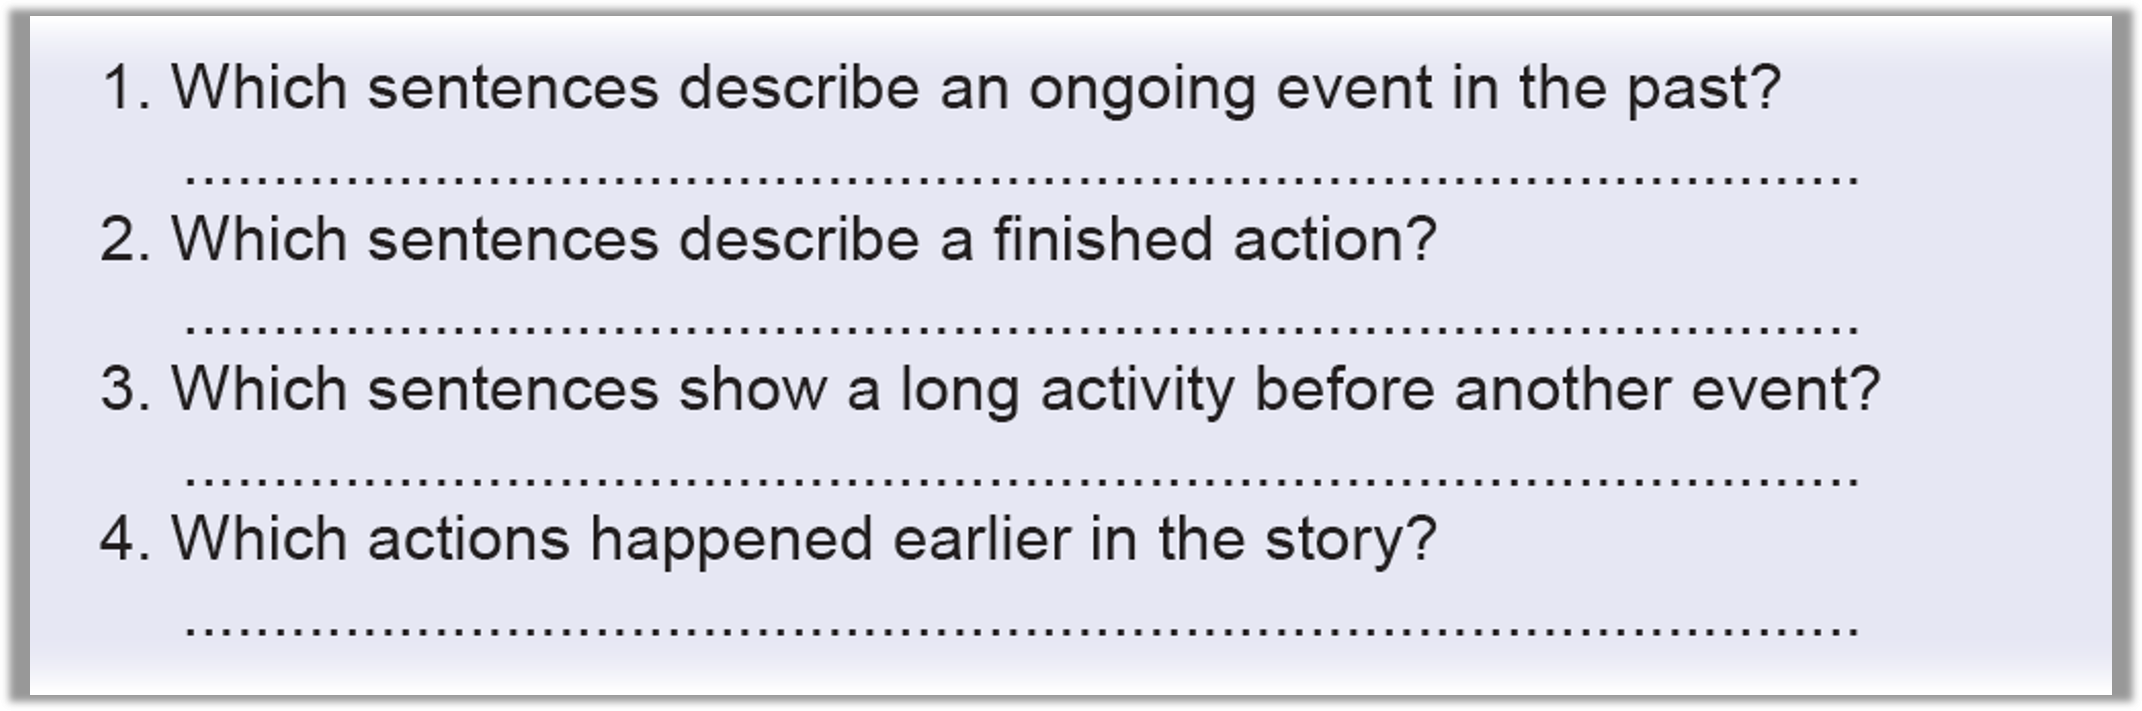 1. Which sentences describe an ongoing event in the past?
.............................................................................................
2. Which sentences describe a finished action?
.............................................................................................
3. Which sentences show a long activity before another event?
.............................................................................................
4. Which actions happened earlier in the story?
.............................................................................................